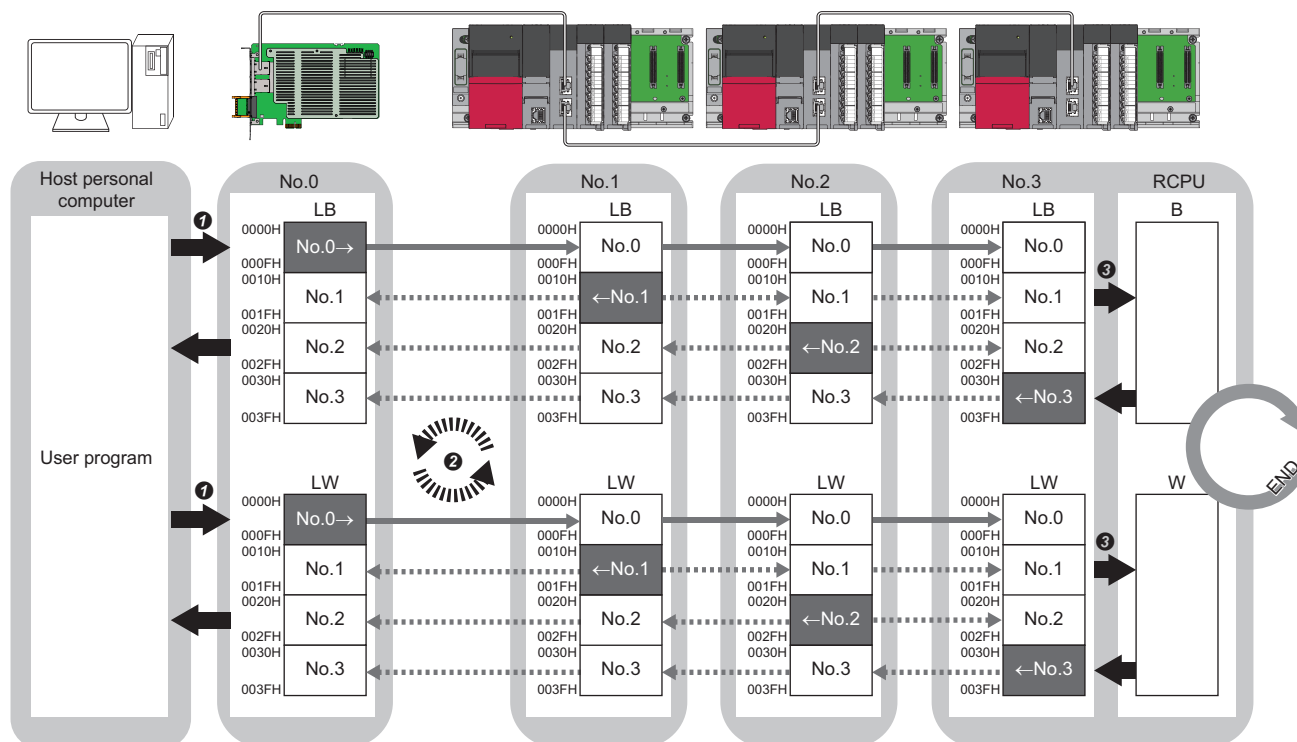 Host personal
computer
No.0
No.1
No.2
No.3
RCPU
LB
LB
LB
LB
B
User program
❶
❸
0000H
No.0→
000FH
0010H
No.1
001FH
0020H
No.2
002FH
0030H
No.3
003FH
0000H
No.0
000FH
0010H
←No.1
001FH
0020H
No.2
002FH
0030H
No.3
003FH
0000H
No.0
000FH
0010H
No.1
001FH
0020H
←No.2
002FH
0030H
No.3
003FH
0000H
No.0
000FH
0010H
No.1
001FH
0020H
No.2
002FH
0030H
←No.3
003FH
❷
END
LW
LW
LW
LW
W
❶
❸
0000H
No.0→
000FH
0010H
No.1
001FH
0020H
No.2
002FH
0030H
No.3
003FH
0000H
No.0
000FH
0010H
←No.1
001FH
0020H
No.2
002FH
0030H
No.3
003FH
0000H
No.0
000FH
0010H
No.1
001FH
0020H
←No.2
002FH
0030H
No.3
003FH
0000H
No.0
000FH
0010H
No.1
001FH
0020H
No.2
002FH
0030H
←No.3
003FH